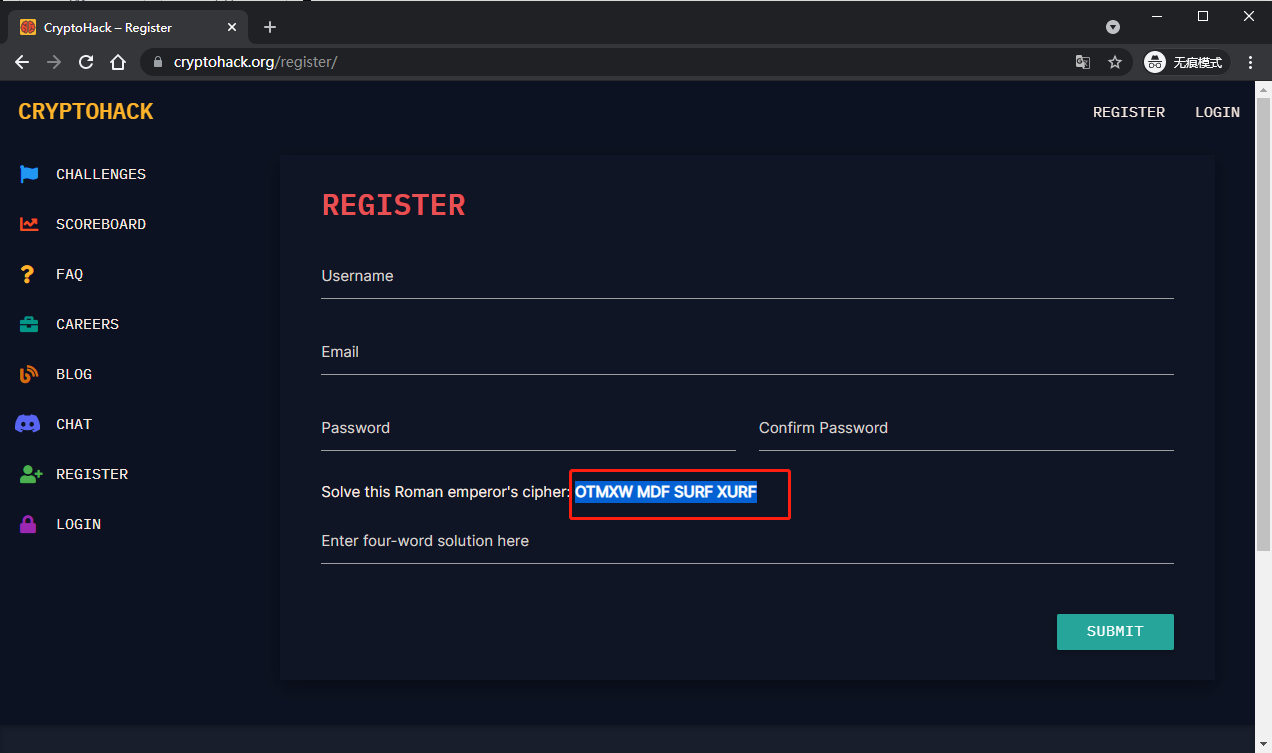 CryptoHack – Register
cryptohack.org/register/
无痕模式
CRYPTOHACK
REGISTER LOGIN
CHALLENGES
SCOREBOARD
FAQ
CAREERS
BLOG
CHAT
REGISTER
LOGIN
REGISTER
Username
Email
Password Confirm Password
Solve this Roman emperor's cipher: OTMXW MDF SURF XURF
Enter four-word solution here
SUBMIT